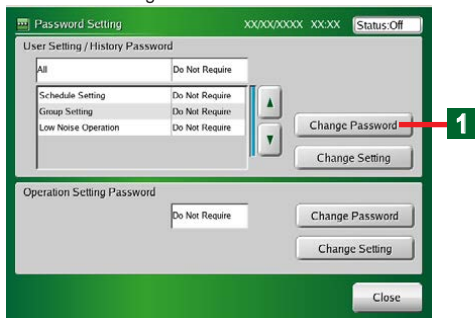 Password Setting XX/XX/XXXX XX:XX Status:Off
User Setting / History Password
All Do Not Require
Schedule Setting Do Not Require
Group Setting Do Not Require
Low Noise Operation Do Not Require
Change Password
1
Change Setting
Operation Setting Password
Do Not Require
Change Password
Change Setting
Close